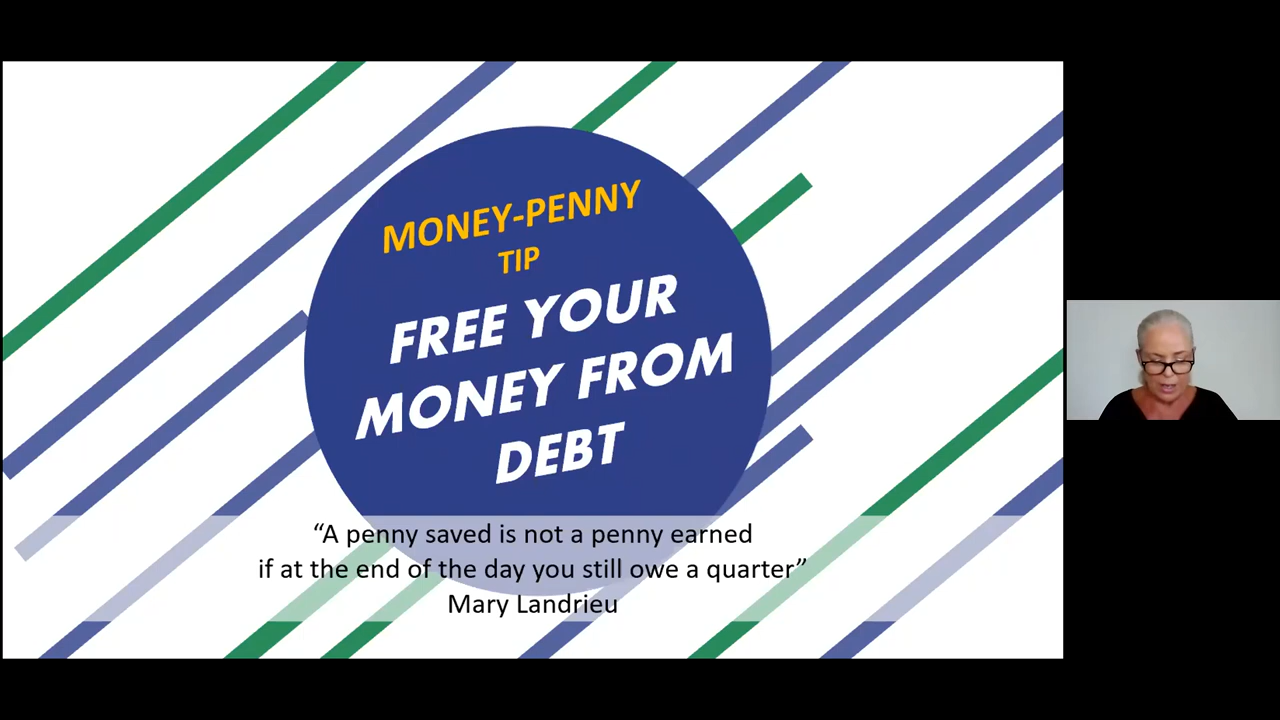 MONEY-PENNY
TIP
FREE YOUR
MONEY FROM
DEBT
“A penny saved is not a penny earned
if at the end of the day you still owe a quarter”
Mary Landrieu